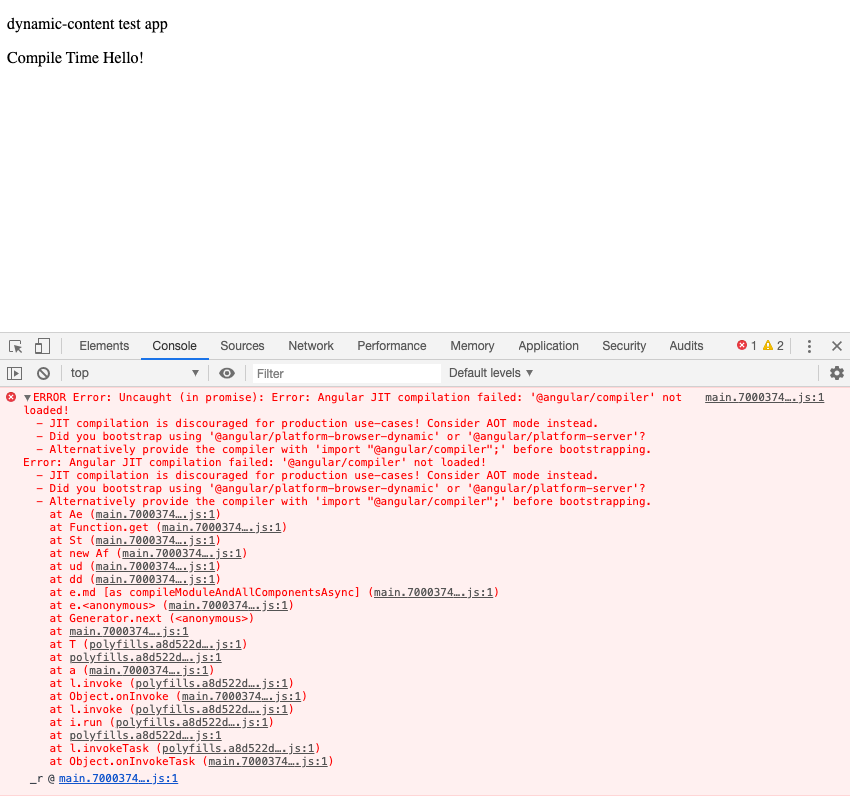 dynamic-content test app
Compile Time Hello!
Elements Console Sources Network Performance Memory Application Security Audits 1 2
top Filter Default levels
ERROR Error: Uncaught (in promise): Error: Angular JIT compilation failed: '@angular/compiler' not main.7000374….js:1
loaded!
– JIT compilation is discouraged for production use-cases! Consider AOT mode instead.
– Did you bootstrap using '@angular/platform-browser-dynamic' or '@angular/platform-server'?
– Alternatively provide the compiler with 'import "@angular/compiler";' before bootstrapping.
Error: Angular JIT compilation failed: '@angular/compiler' not loaded!
– JIT compilation is discouraged for production use-cases! Consider AOT mode instead.
– Did you bootstrap using '@angular/platform-browser-dynamic' or '@angular/platform-server'?
– Alternatively provide the compiler with 'import "@angular/compiler";' before bootstrapping.
at Ae (main.7000374….js:1)
at Function.get (main.7000374….js:1)
at St (main.7000374….js:1)
at new Af (main.7000374….js:1)
at ud (main.7000374….js:1)
at dd (main.7000374….js:1)
at e.md [as compileModuleAndAllComponentsAsync] (main.7000374….js:1)
at e.<anonymous> (main.7000374….js:1)
at Generator.next (<anonymous>)
at main.7000374….js:1
at T (polyfills.a8d522d….js:1)
at polyfills.a8d522d….js:1
at a (main.7000374….js:1)
at l.invoke (polyfills.a8d522d….js:1)
at Object.onInvoke (main.7000374….js:1)
at l.invoke (polyfills.a8d522d….js:1)
at i.run (polyfills.a8d522d….js:1)
at polyfills.a8d522d….js:1
at l.invokeTask (polyfills.a8d522d….js:1)
at Object.onInvokeTask (main.7000374….js:1)
_r @ main.7000374….js:1